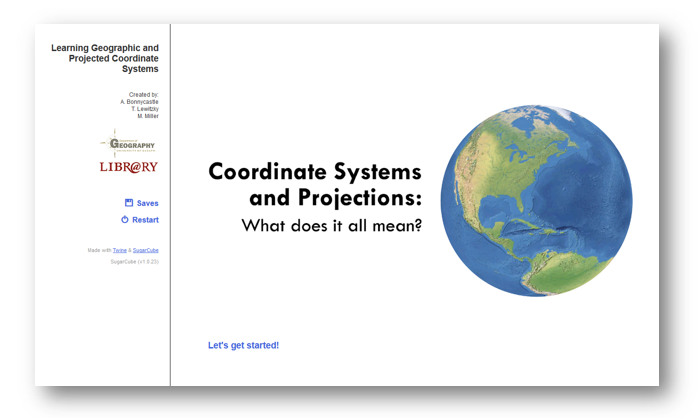 Learning Geographic and
Projected Coordinate
Systems
Created by:
A. Bonnycastle
T. Lewitzky
M. Miller
GEOGRAPHY
LIBR@RY
Saves
Restart
Made with Twine & SugarCube
SugarCube (v1.0.23)
Coordinate Systems
and Projections:
What does it all mean?
Let's get started!